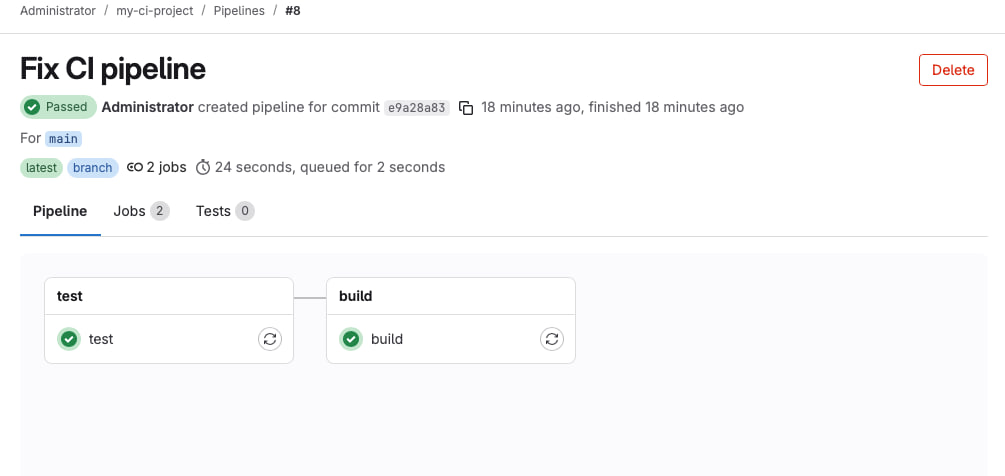 Administrator / my-ci-project / Pipelines / #8
Fix CI pipeline
Delete
Passed Administrator created pipeline for commit e9a28a83 18 minutes ago, finished 18 minutes ago
For main
latest branch 2 jobs 24 seconds, queued for 2 seconds
Pipeline Jobs 2 Tests 0
test build
test build